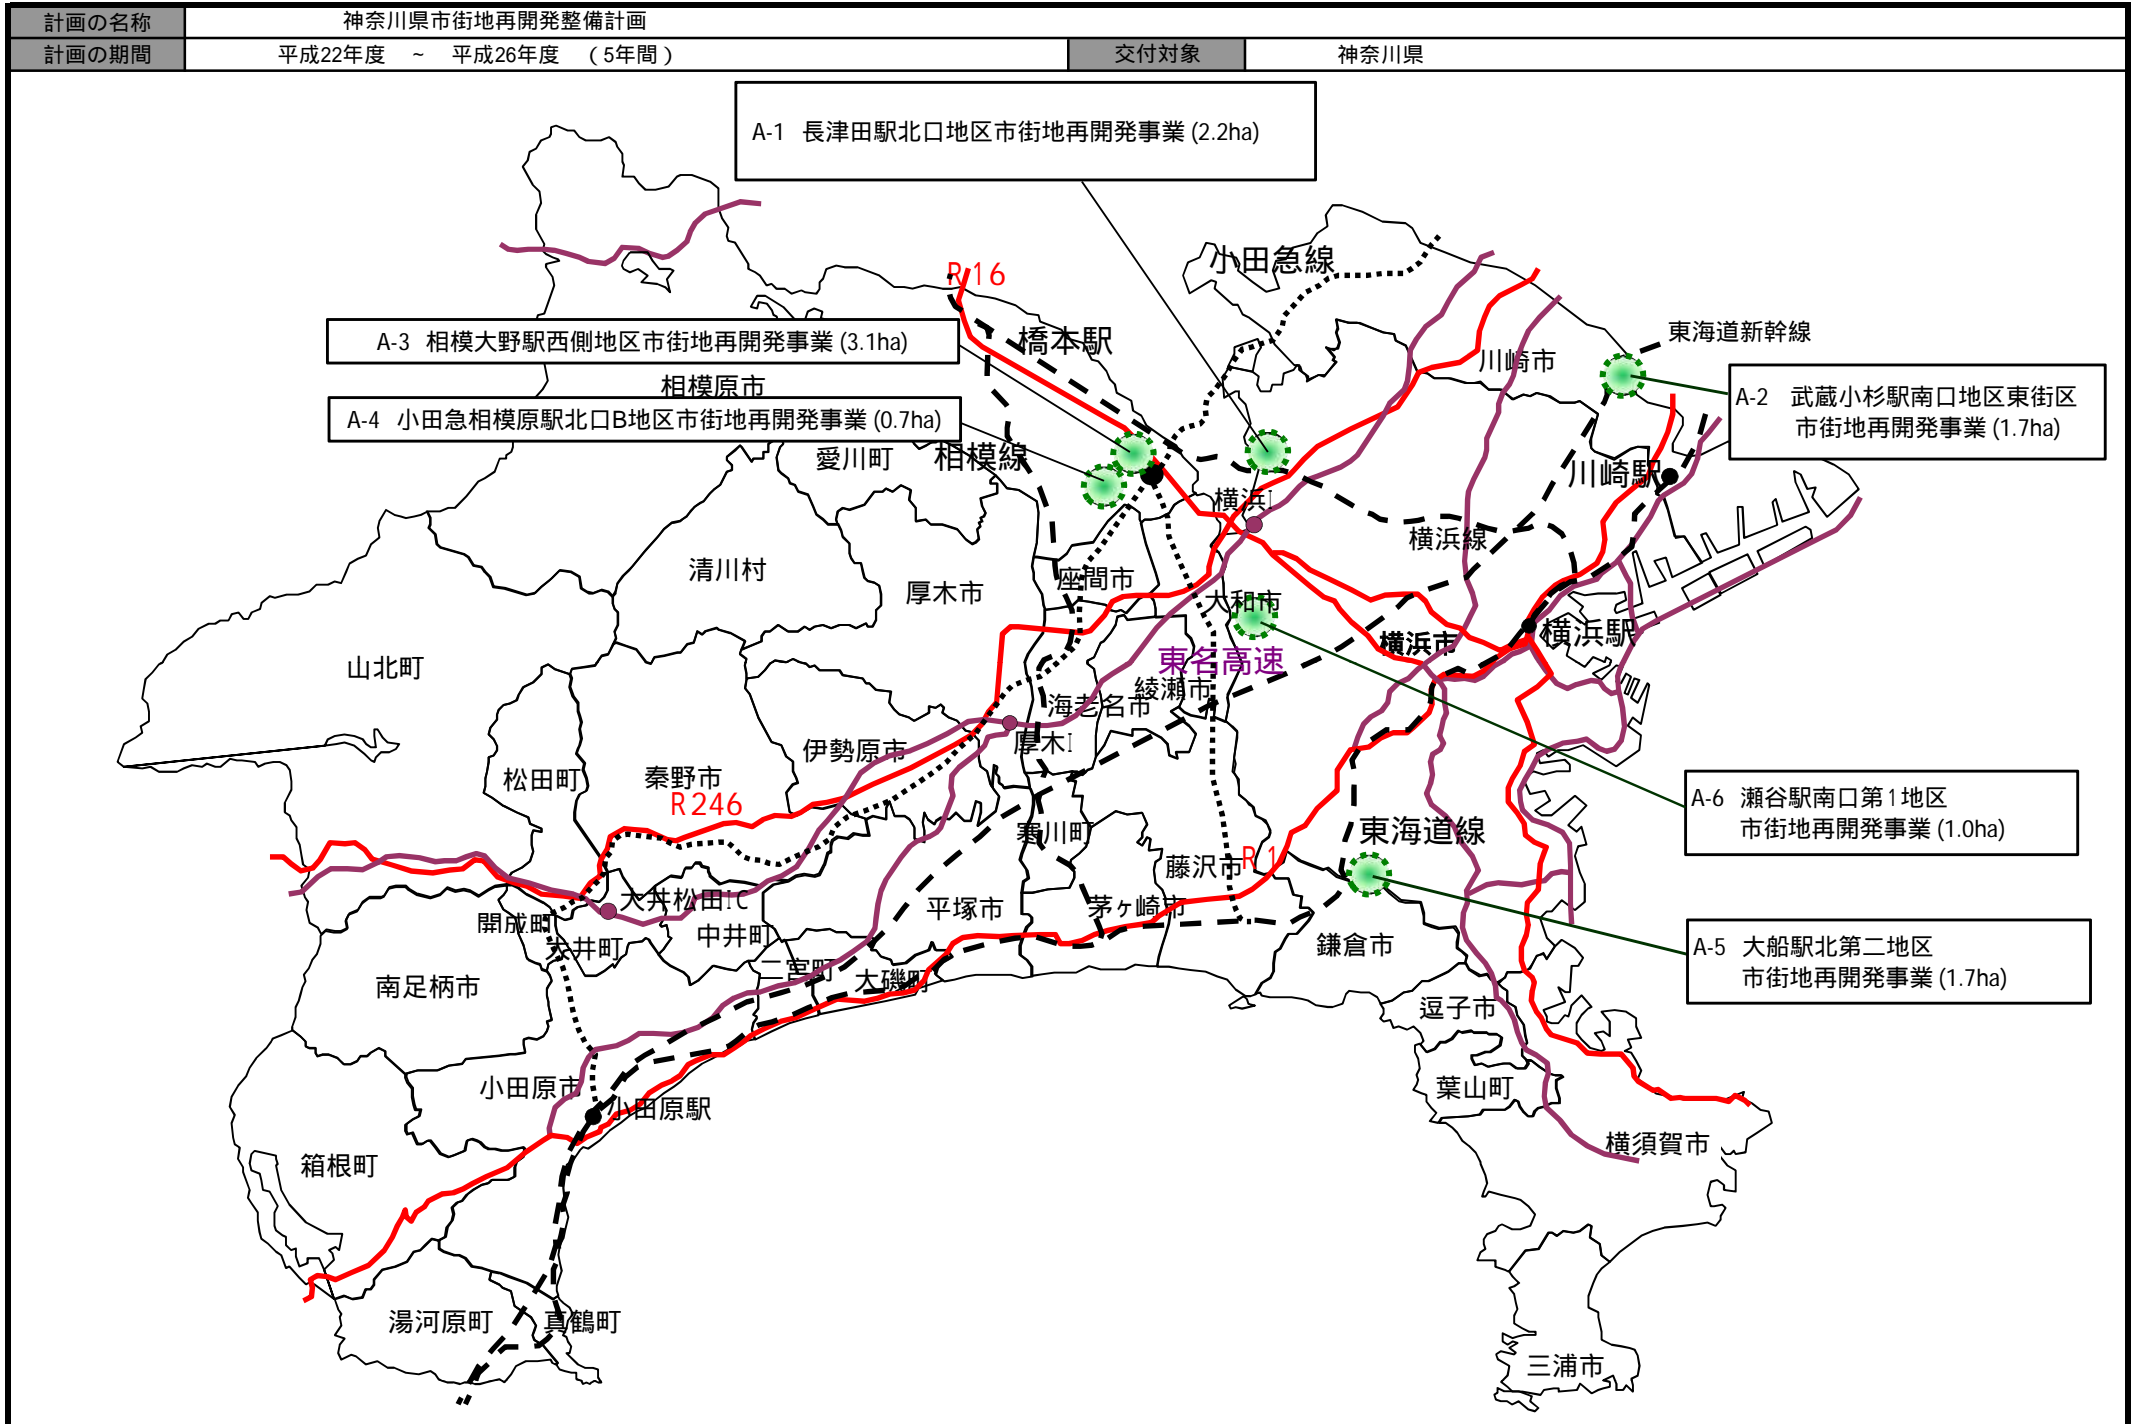 計画の名称 神奈川県市街地再開発整備計画
計画の期間 平成22年度 ~ 平成26年度 (5年間) 交付対象 神奈川県
A-1 長津田駅北口地区市街地再開発事業 (2.2ha)
小田急線
R16
東海道新幹線
橋本駅
A-3 相模大野駅西側地区市街地再開発事業 (3.1ha)
川崎市
相模原市
A-2 武蔵小杉駅南口地区東街区
市街地再開発事業 (1.7ha)
A-4 小田急相模原駅北口B地区市街地再開発事業 (0.7ha)
愛川町
相模線
川崎駅
横浜I
横浜線
清川村
座間市
厚木市
大和市
横浜駅
横浜市
東名高速
山北町
綾瀬市
海老名市
厚木I
伊勢原市
松田町
秦野市
R246
A-6 瀬谷駅南口第1地区
市街地再開発事業 (1.0ha)
寒川町
東海道線
R1
藤沢市
大井松田IC
平塚市
茅ヶ崎市
開成町
中井町
大井町
鎌倉市
A-5 大船駅北第二地区
市街地再開発事業 (1.7ha)
二宮町
大磯町
南足柄市
逗子市
小田原市
葉山町
小田原駅
横須賀市
箱根町
湯河原町
真鶴町
三浦市